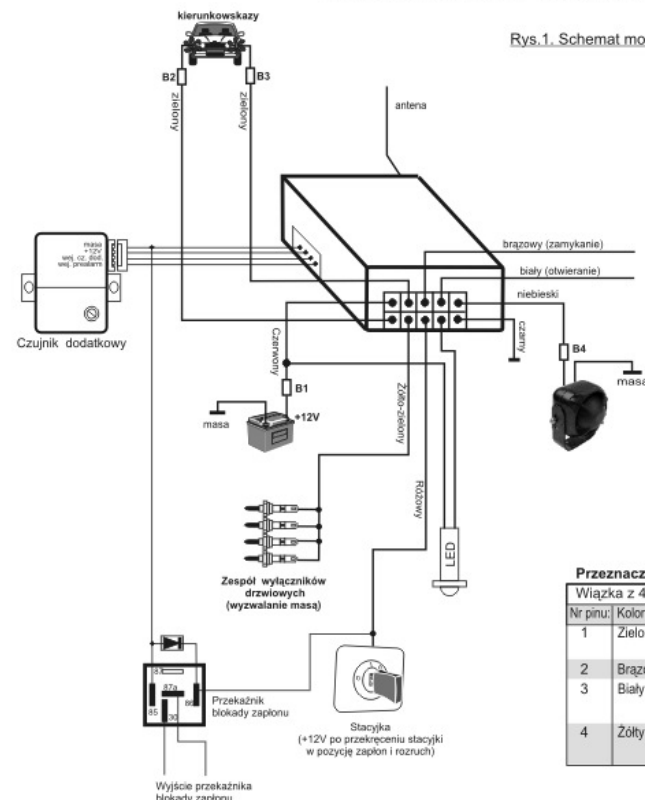 Rys.1. Schemat mo
kierunkowskazy
B2
B3
zielony
zielony
antena
masa
+12V
wej. cz. dod.
wej. prealarm
Czujnik dodatkowy
brązowy (zamykanie)
biały (otwieranie)
niebieski
czarny
Czerwony
B1
B4
masa
masa
+12V
Żółto-zielony
Różowy
LED
Zespół wyłączników
drzwiowych
(wyzwalanie masą)
87
87a
85
86
30
Przekaźnik
blokady zapłonu
Stacyjka
(+12V po przekręceniu stacyjki
w pozycję zapłon i rozruch)
Wyjście przekaźnika
blokady zapłonu
Przeznacz
Wiązka z 4
Nr pinu: Kolor
1 Zielo
2 Brązo
3 Biały
4 Żółty